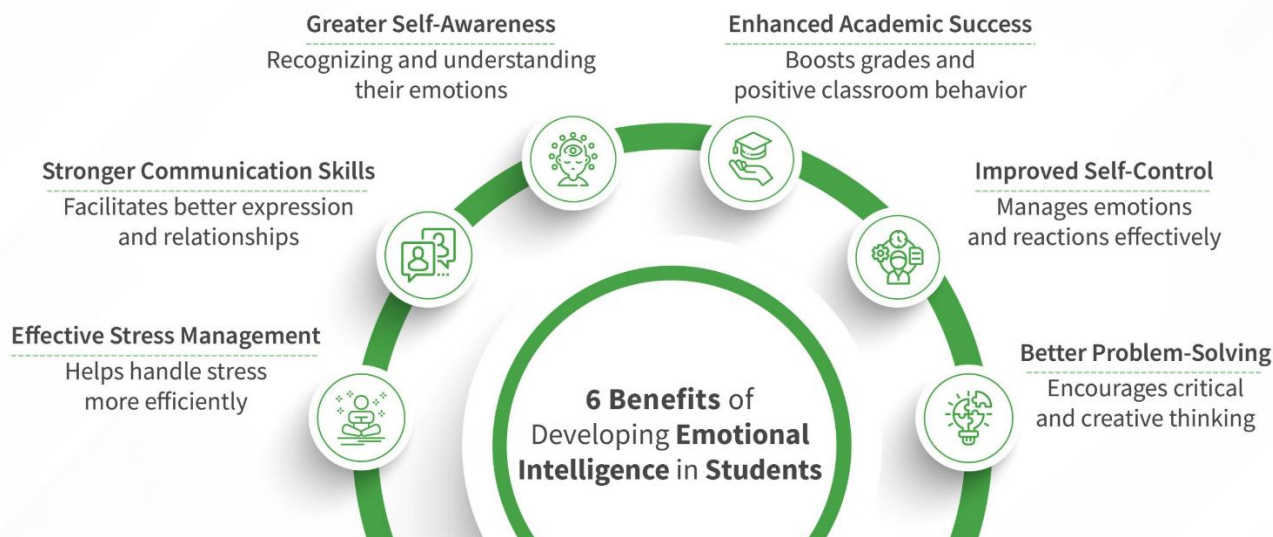 Greater Self-Awareness
Recognizing and understanding
their emotions
Enhanced Academic Success
Boosts grades and
positive classroom behavior
Stronger Communication Skills
Facilitates better expression
and relationships
Improved Self-Control
Manages emotions
and reactions effectively
Effective Stress Management
Helps handle stress
more efficiently
Better Problem-Solving
Encourages critical
and creative thinking
6 Benefits of
Developing Emotional
Intelligence in Students